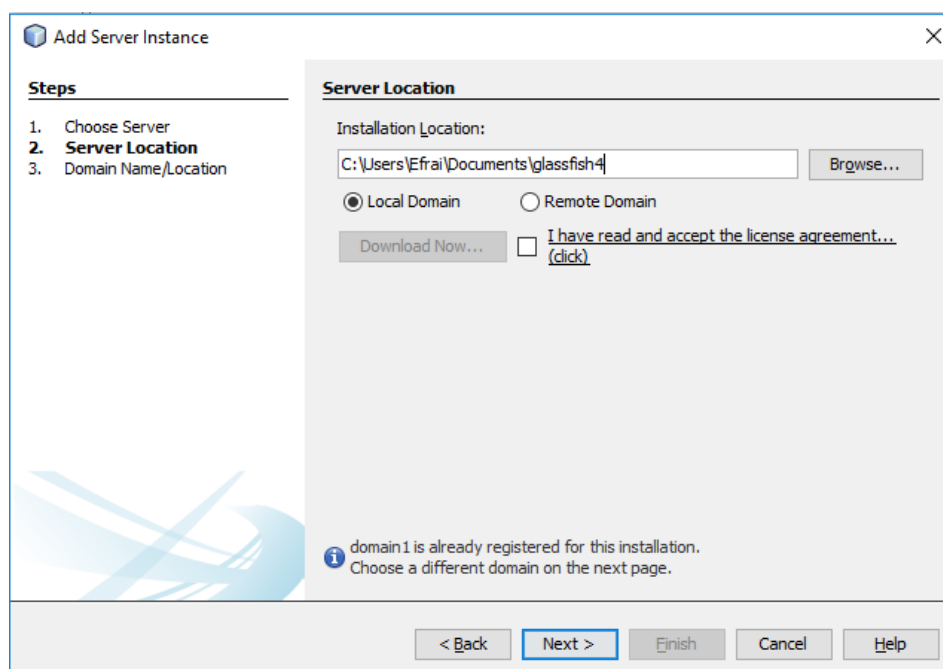 Add Server Instance
Steps
1. Choose Server
2. Server Location
3. Domain Name/Location
Server Location
Installation Location:
C:\Users\Efrai\Documents\glassfish4
Browse...
Local Domain
Remote Domain
Download Now...
I have read and accept the license agreement...
(click)
domain1 is already registered for this installation.
Choose a different domain on the next page.
< Back
Next >
Finish
Cancel
Help